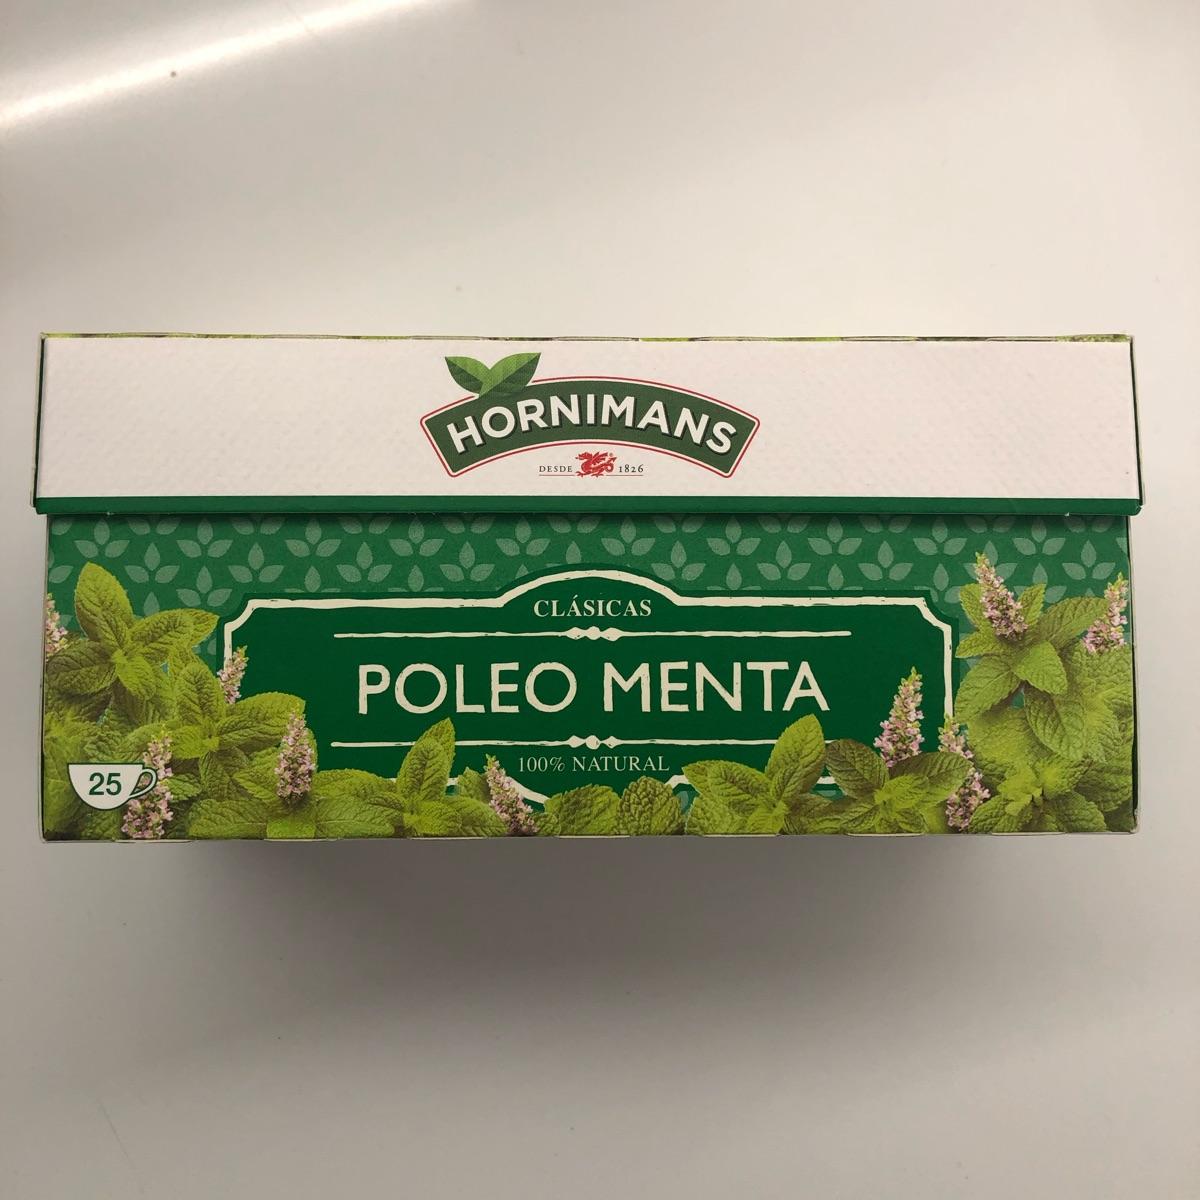 HORNIMANS
DESDE 1826
CLÁSICAS
POLEO MENTA
100% NATURAL
25